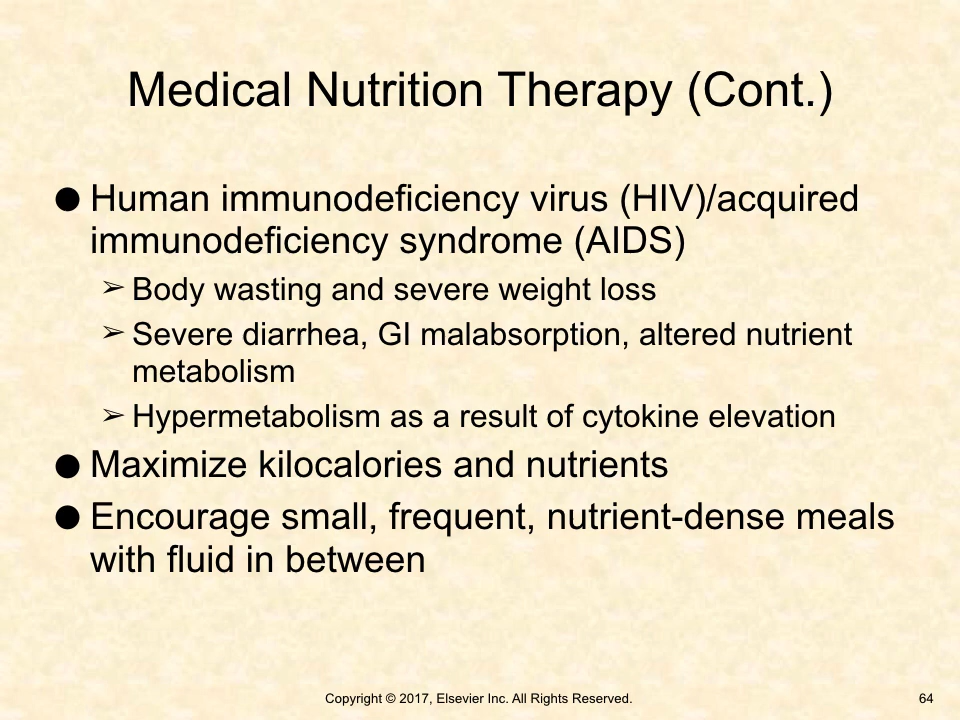 Medical Nutrition Therapy (Cont.)
● Human immunodeficiency virus (HIV)/acquired
immunodeficiency syndrome (AIDS)
➢ Body wasting and severe weight loss
➢ Severe diarrhea, GI malabsorption, altered nutrient
metabolism
➢ Hypermetabolism as a result of cytokine elevation
● Maximize kilocalories and nutrients
● Encourage small, frequent, nutrient-dense meals
with fluid in between
Copyright © 2017, Elsevier Inc. All Rights Reserved.
64